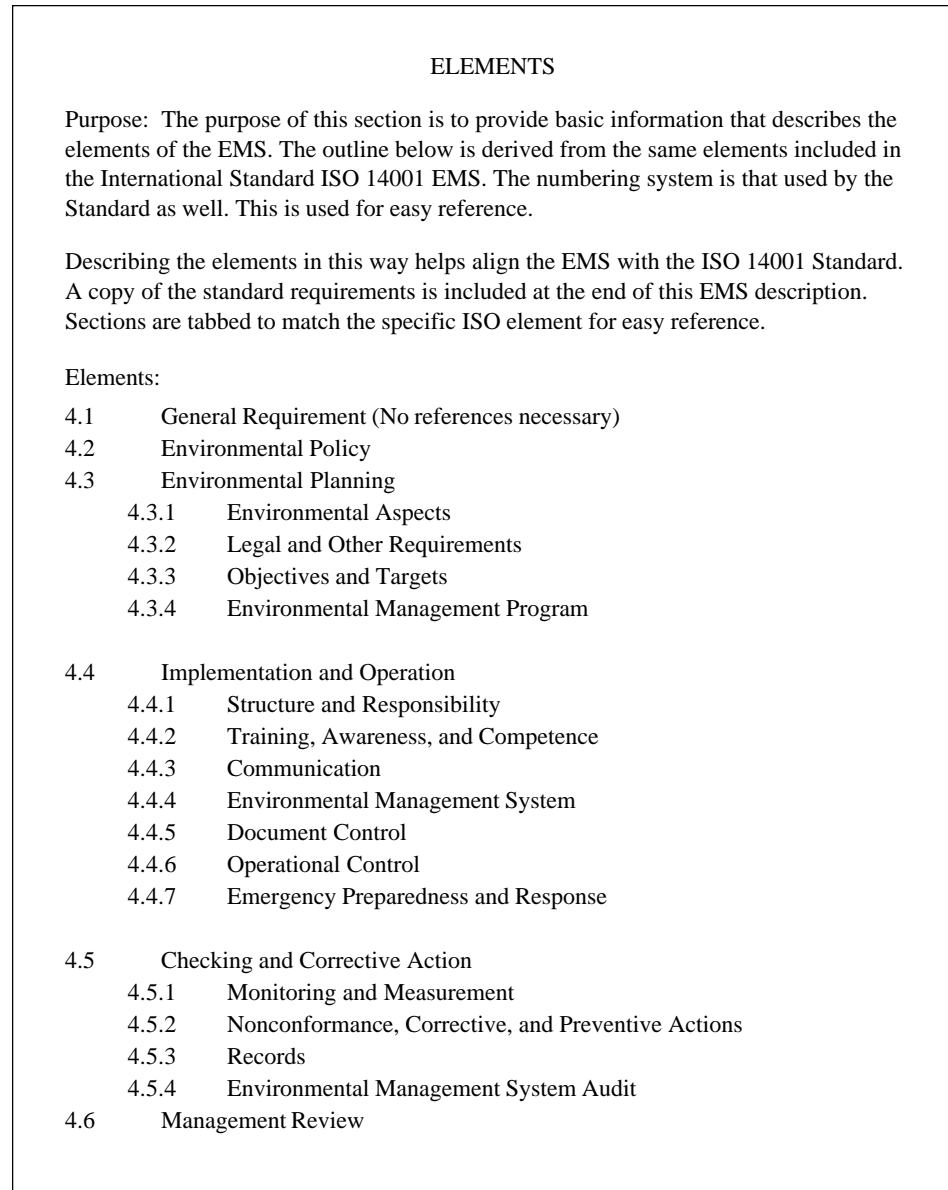 ELEMENTS
Purpose:  The purpose of this section is to provide basic information that describes the
elements of the EMS. The outline below is derived from the same elements included in
the International Standard ISO 14001 EMS. The numbering system is that used by the
Standard as well. This is used for easy reference.
Describing the elements in this way helps align the EMS with the ISO 14001 Standard.
A copy of the standard requirements is included at the end of this EMS description.
Sections are tabbed to match the specific ISO element for easy reference.
Elements:
4.1 General Requirement (No references necessary)
4.2 Environmental Policy
4.3 Environmental Planning
4.3.1 Environmental Aspects
4.3.2 Legal and Other Requirements
4.3.3 Objectives and Targets
4.3.4 Environmental Management Program
4.4 Implementation and Operation
4.4.1 Structure and Responsibility
4.4.2 Training, Awareness, and Competence
4.4.3 Communication
4.4.4 Environmental Management System
4.4.5 Document Control
4.4.6 Operational Control
4.4.7 Emergency Preparedness and Response
4.5 Checking and Corrective Action
4.5.1 Monitoring and Measurement
4.5.2 Nonconformance, Corrective, and Preventive Actions
4.5.3 Records
4.5.4 Environmental Management System Audit
4.6 Management Review